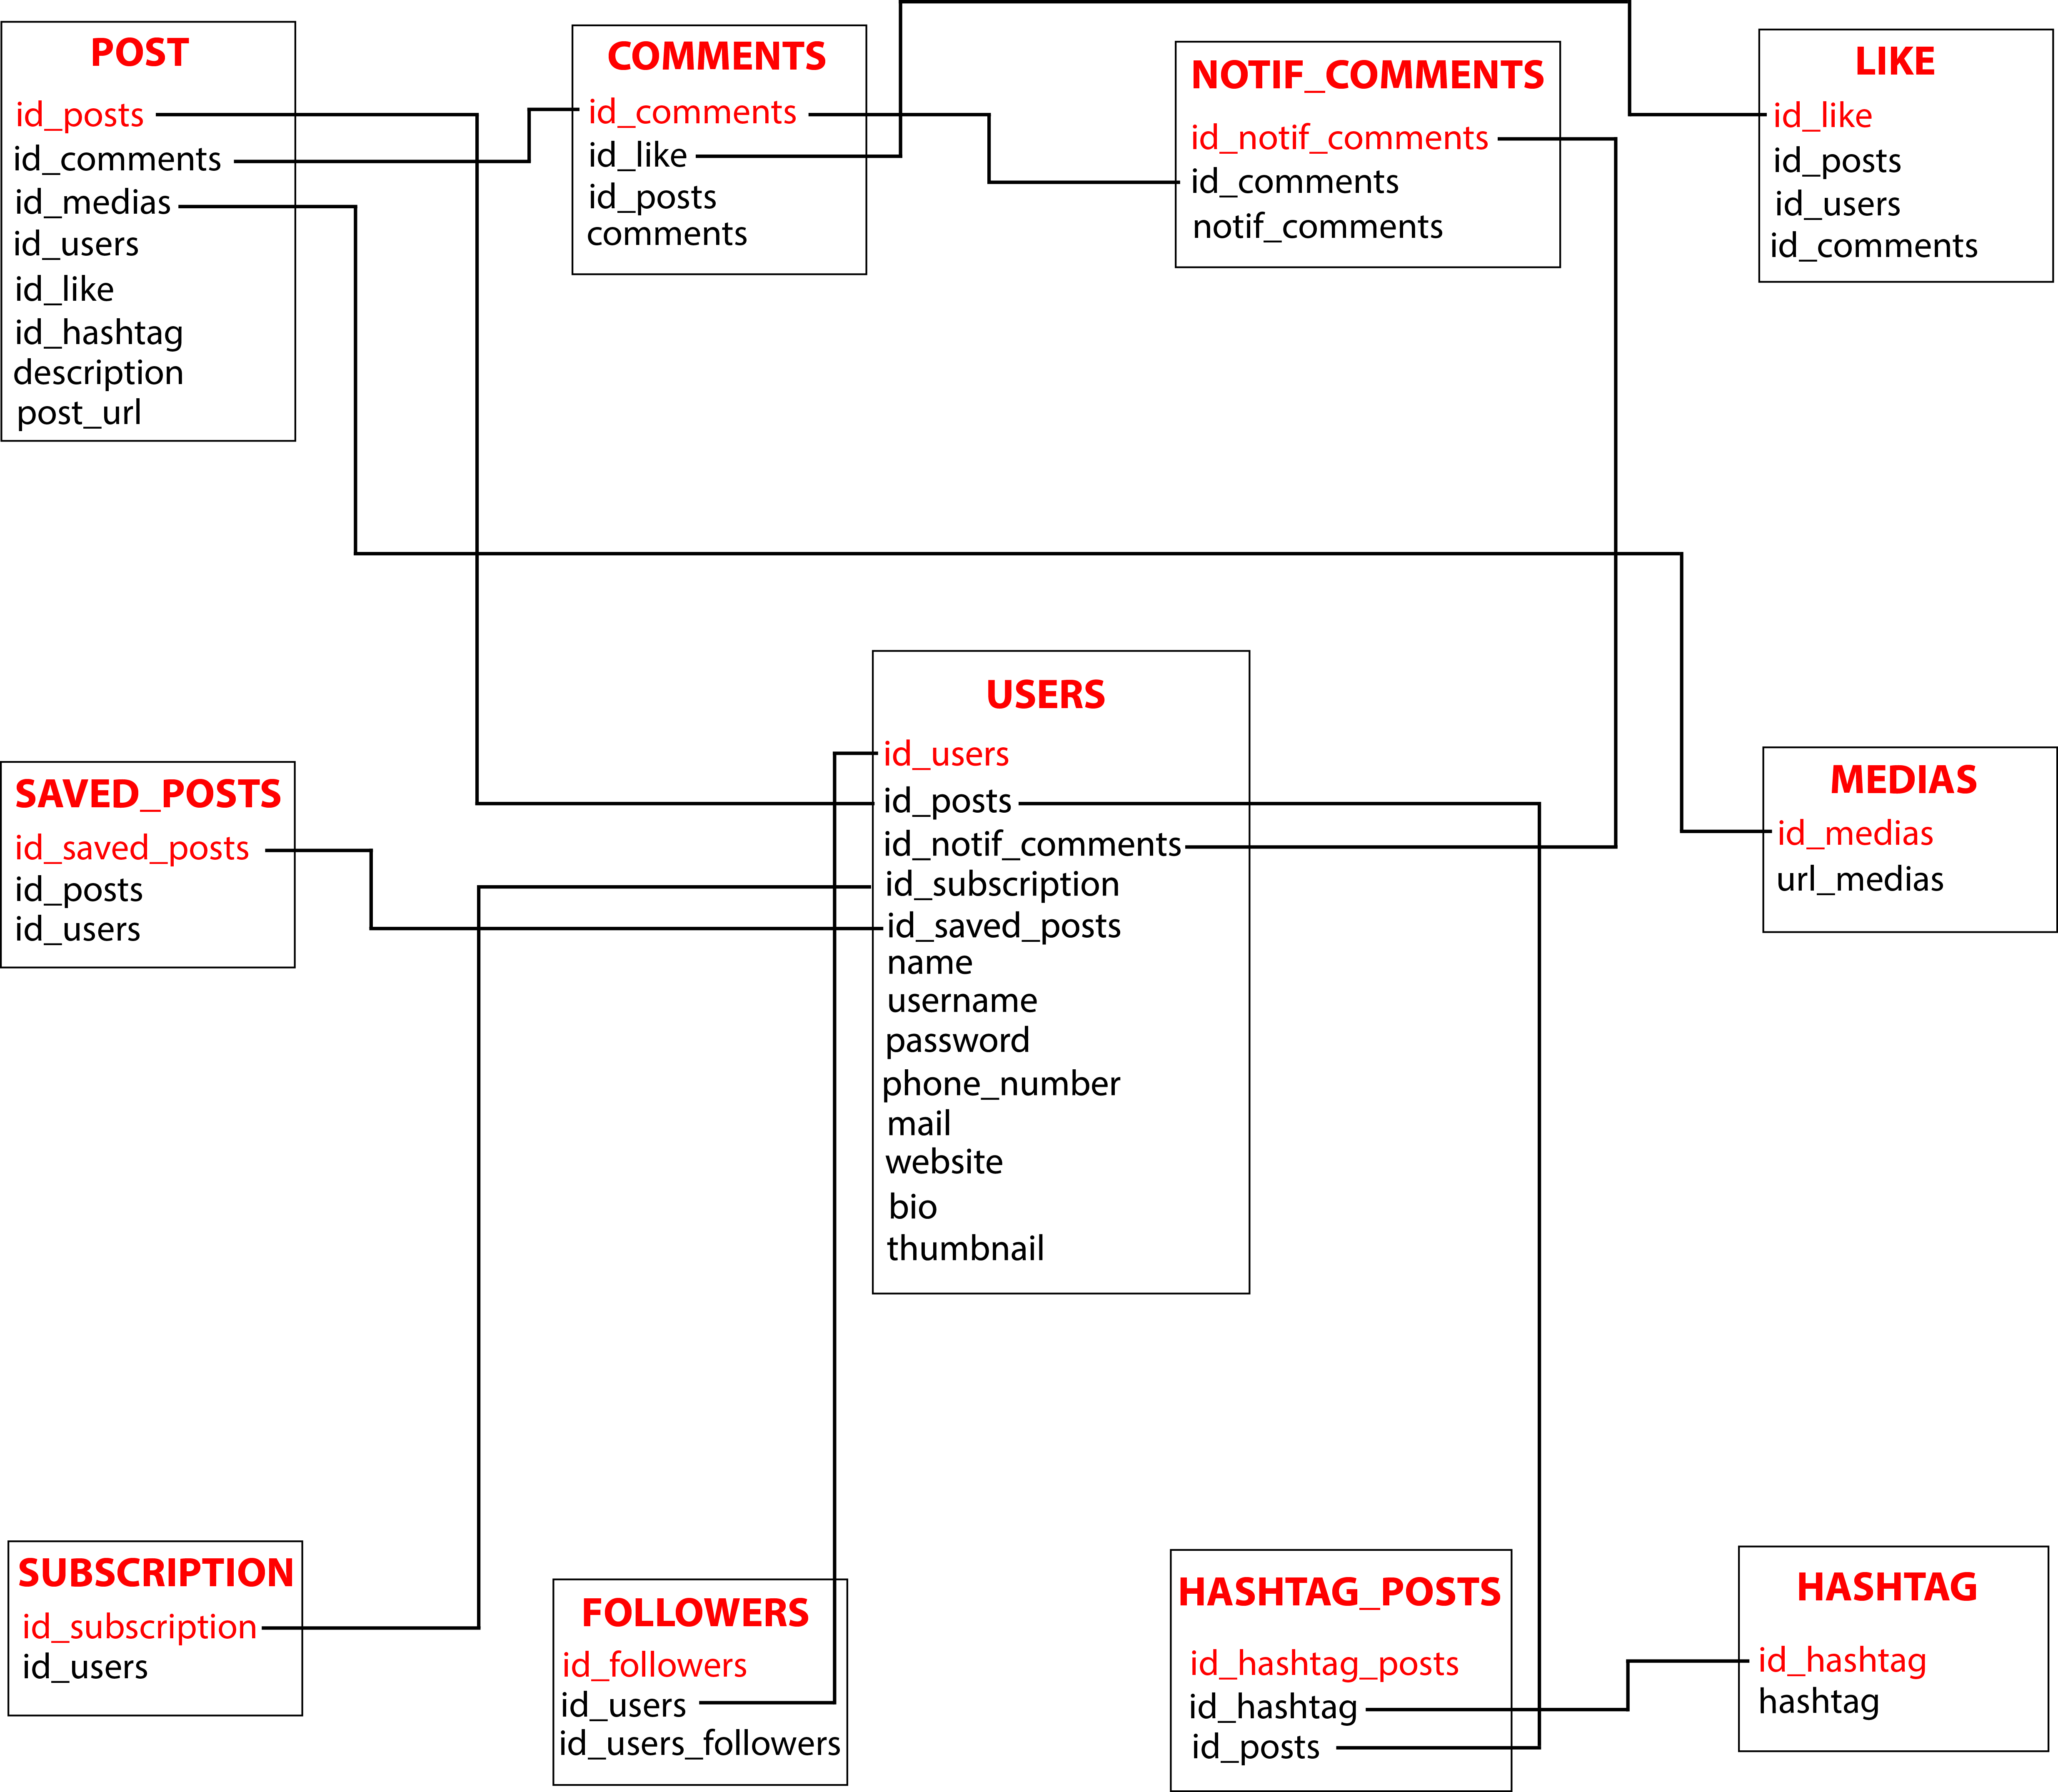 POST
id_posts
id_comments
id_medias
id_users
id_like
id_hashtag
description
post_url
COMMENTS
id_comments
id_like
id_posts
comments
NOTIF_COMMENTS
id_notif_comments
id_comments
notif_comments
LIKE
id_like
id_posts
id_users
id_comments
SAVED_POSTS
id_saved_posts
id_posts
id_users
USERS
id_users
id_posts
id_notif_comments
id_subscription
id_saved_posts
name
username
password
phone_number
mail
website
bio
thumbnail
MEDIAS
id_medias
url_medias
SUBSCRIPTION
id_subscription
id_users
FOLLOWERS
id_followers
id_users
id_users_followers
HASHTAG_POSTS
id_hashtag_posts
id_hashtag
id_posts
HASHTAG
id_hashtag
hashtag